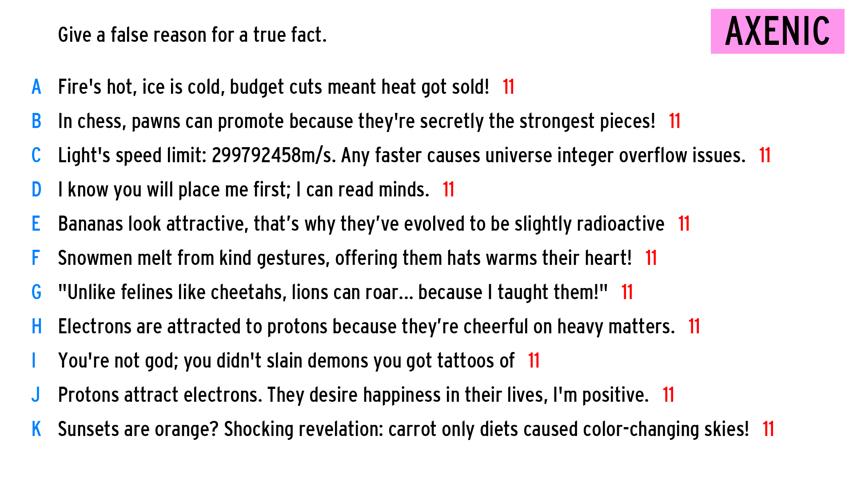 Give a false reason for a true fact.
AXENIC
A Fire's hot, ice is cold, budget cuts meant heat got sold! 11
B In chess, pawns can promote because they're secretly the strongest pieces! 11
C Light's speed limit: 299792458m/s. Any faster causes universe integer overflow issues. 11
D I know you will place me first; I can read minds. 11
E Bananas look attractive, that’s why they’ve evolved to be slightly radioactive 11
F Snowmen melt from kind gestures, offering them hats warms their heart! 11
G "Unlike felines like cheetahs, lions can roar... because I taught them!" 11
H Electrons are attracted to protons because they’re cheerful on heavy matters. 11
I You're not god; you didn't slain demons you got tattoos of 11
J Protons attract electrons. They desire happiness in their lives, I'm positive. 11
K Sunsets are orange? Shocking revelation: carrot only diets caused color-changing skies! 11